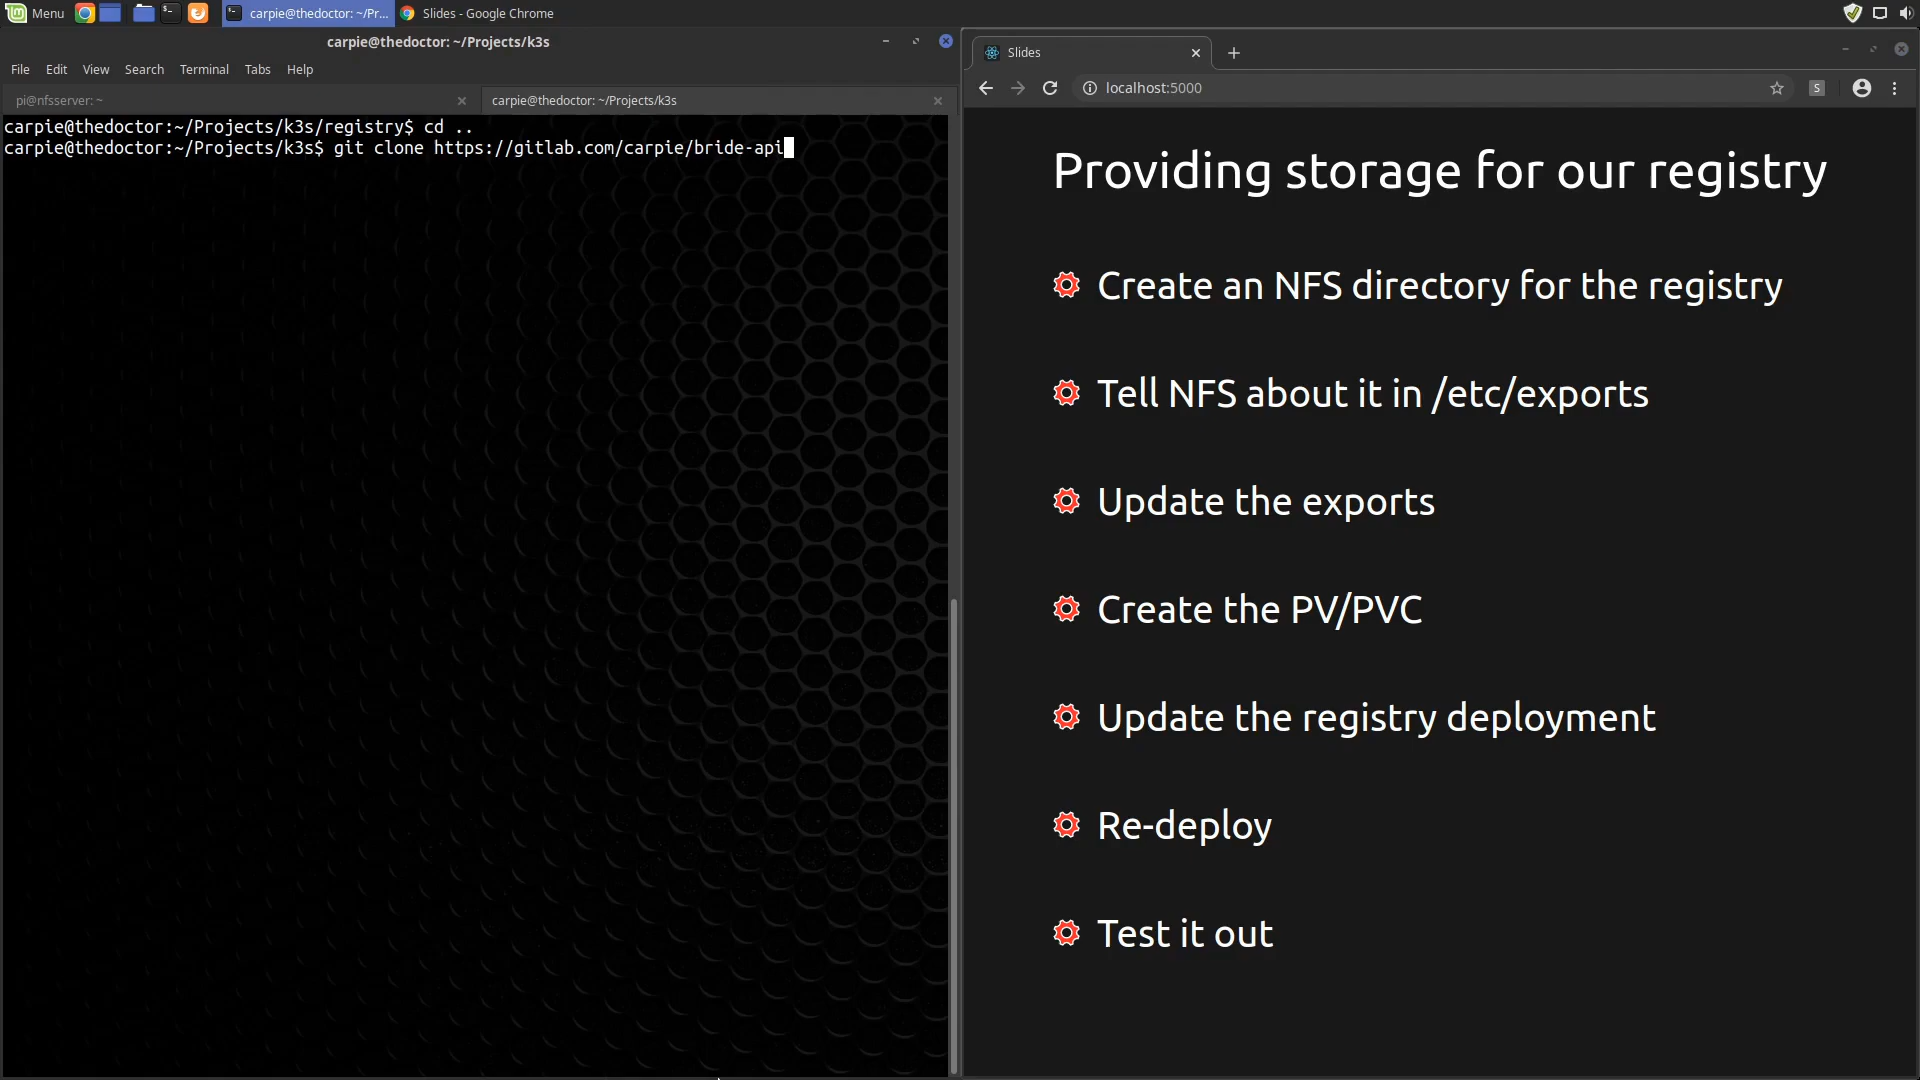 Menu
carpie@thedoctor: ~/Pr...
Slides - Google Chrome
carpie@thedoctor: ~/Projects/k3s
File Edit View Search Terminal Tabs Help
pi@nfsserver: ~
carpie@thedoctor: ~/Projects/k3s
carpie@thedoctor:~/Projects/k3s/registry$ cd ..
carpie@thedoctor:~/Projects/k3s$ git clone https://gitlab.com/carpie/bride-api
Slides
localhost:5000
S
Providing storage for our registry
Create an NFS directory for the registry
Tell NFS about it in /etc/exports
Update the exports
Create the PV/PVC
Update the registry deployment
Re-deploy
Test it out